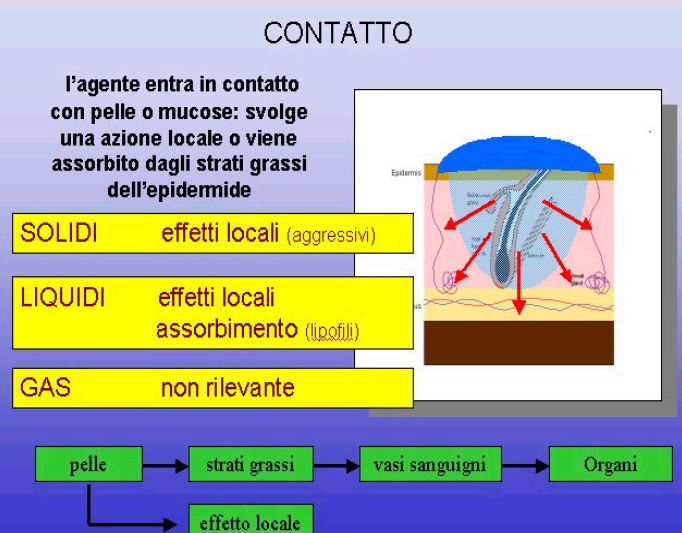 CONTATTO
l'agente entra in contatto
con pelle o mucose: svolge
una azione locale o viene
assorbito dagli strati grassi
dell'epidermide
SOLIDI effetti locali (aggressivi)
LIQUIDI effetti locali
assorbimento (lipofili)
GAS non rilevante
Epidermis
gland
pelle strati grassi vasi sanguigni Organi
effetto locale